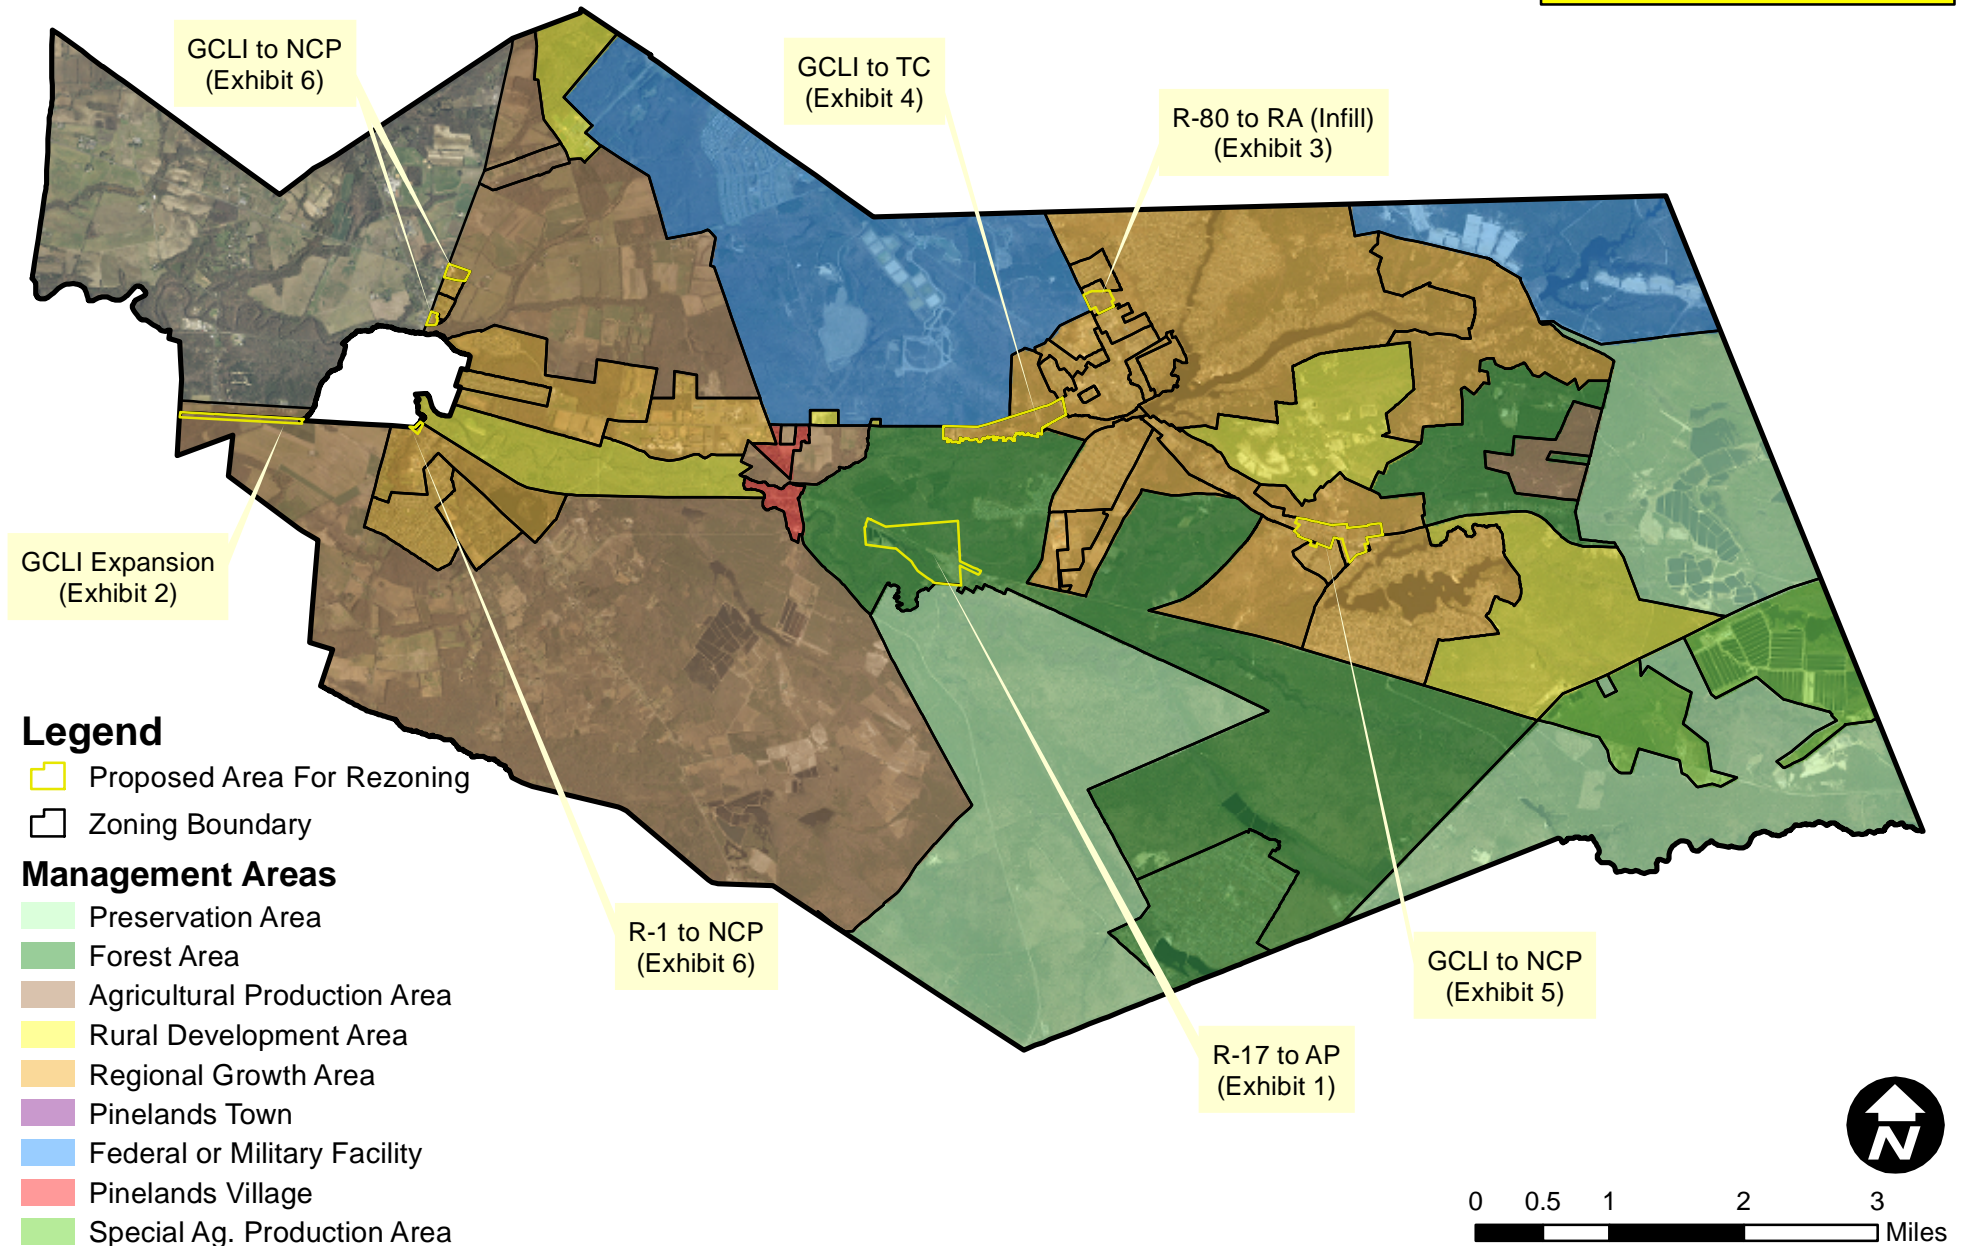 GCLI to NCP
(Exhibit 6)
GCLI to TC
(Exhibit 4)
R-80 to RA (Infill)
(Exhibit 3)
GCLI Expansion
(Exhibit 2)
R-1 to NCP
(Exhibit 6)
GCLI to NCP
(Exhibit 5)
R-17 to AP
(Exhibit 1)
Legend
Proposed Area For Rezoning
Zoning Boundary
Management Areas
Preservation Area
Forest Area
Agricultural Production Area
Rural Development Area
Regional Growth Area
Pinelands Town
Federal or Military Facility
Pinelands Village
Special Ag. Production Area
N
0 0.5 1 2 3
Miles